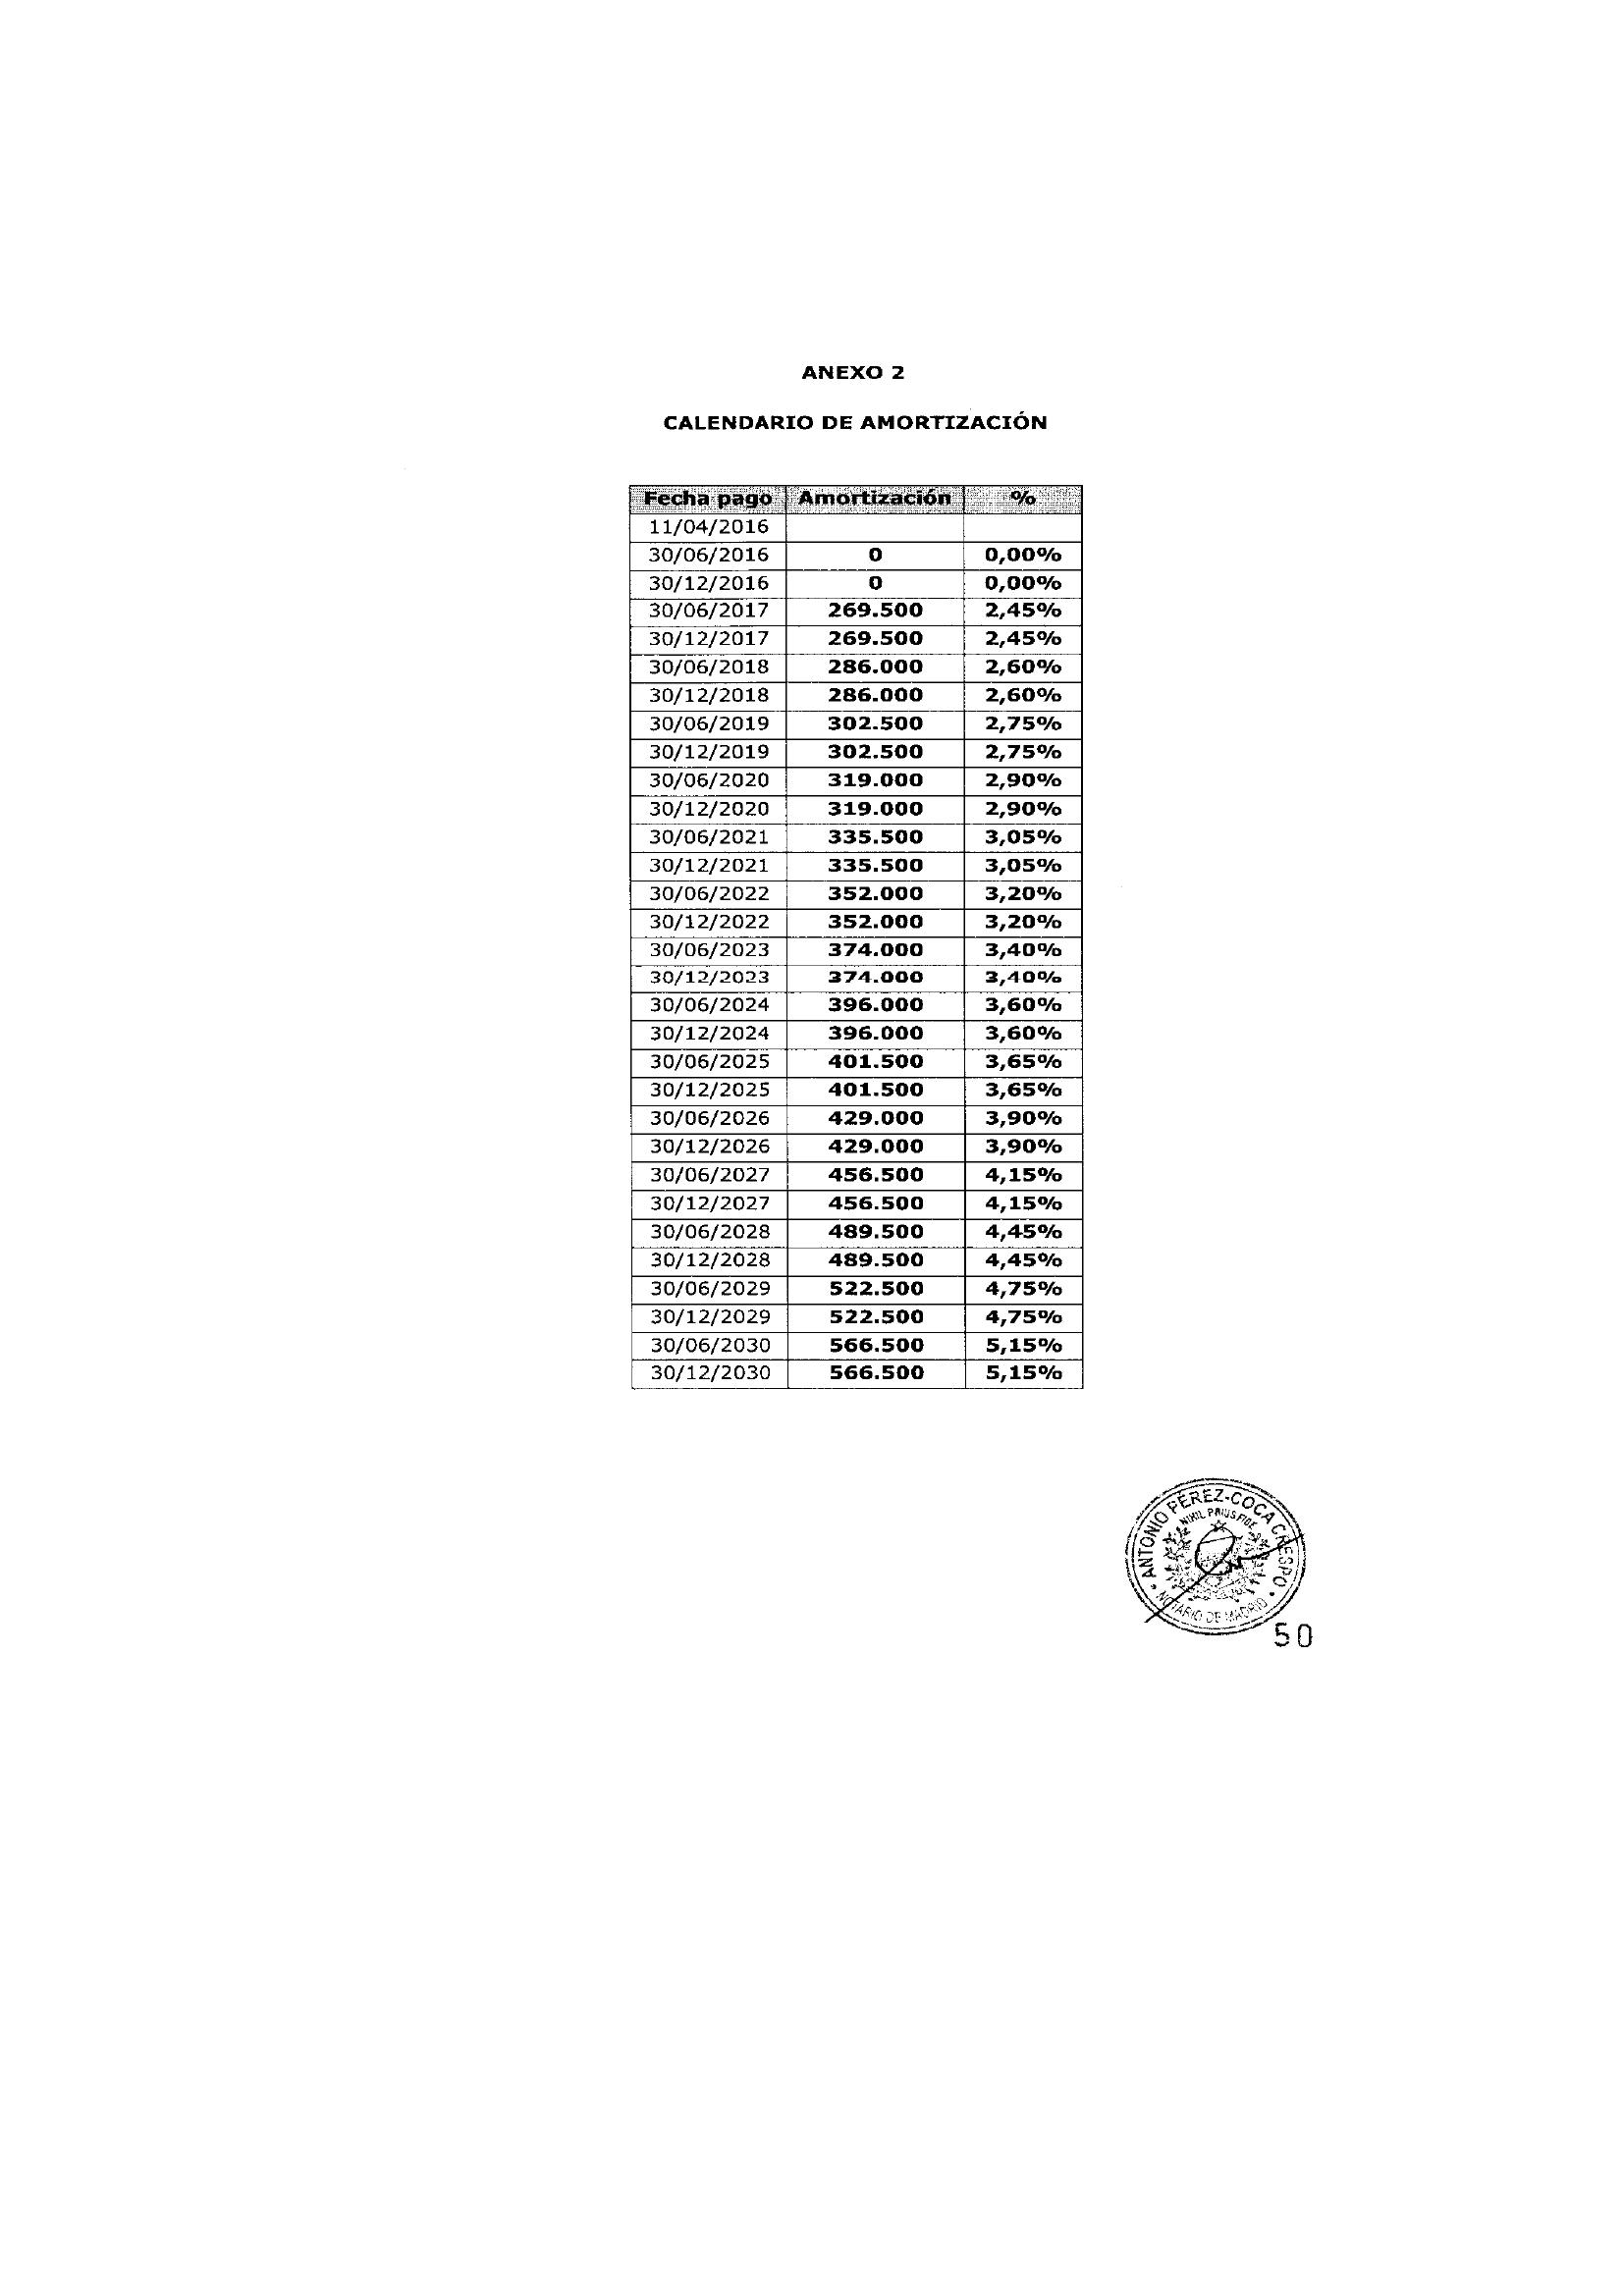 ANEXO 2
CALENDARIO DE AMORTIZACIÓN
Fecha pago Amortización %
11/04/2016
30/06/2016 0 0,00%
30/12/2016 0 0,00%
30/06/2017 269.500 2,45%
30/12/2017 269.500 2,45%
30/06/2018 286.000 2,60%
30/12/2018 286.000 2,60%
30/06/2019 302.500 2,75%
30/12/2019 302.500 2,75%
30/06/2020 319.000 2,90%
30/12/2020 319.000 2,90%
30/06/2021 335.500 3,05%
30/12/2021 335.500 3,05%
30/06/2022 352.000 3,20%
30/12/2022 352.000 3,20%
30/06/2023 374.000 3,40%
30/12/2023 374.000 3,40%
30/06/2024 396.000 3,60%
30/12/2024 396.000 3,60%
30/06/2025 401.500 3,65%
30/12/2025 401.500 3,65%
30/06/2026 429.000 3,90%
30/12/2026 429.000 3,90%
30/06/2027 456.500 4,15%
30/12/2027 456.500 4,15%
30/06/2028 489.500 4,45%
30/12/2028 489.500 4,45%
30/06/2029 522.500 4,75%
30/12/2029 522.500 4,75%
30/06/2030 566.500 5,15%
30/12/2030 566.500 5,15%
ANTONIO PÉREZ-COCA CRESPO
NIHIL PRIUS FIDE
NOTARIO DE MADRID
50